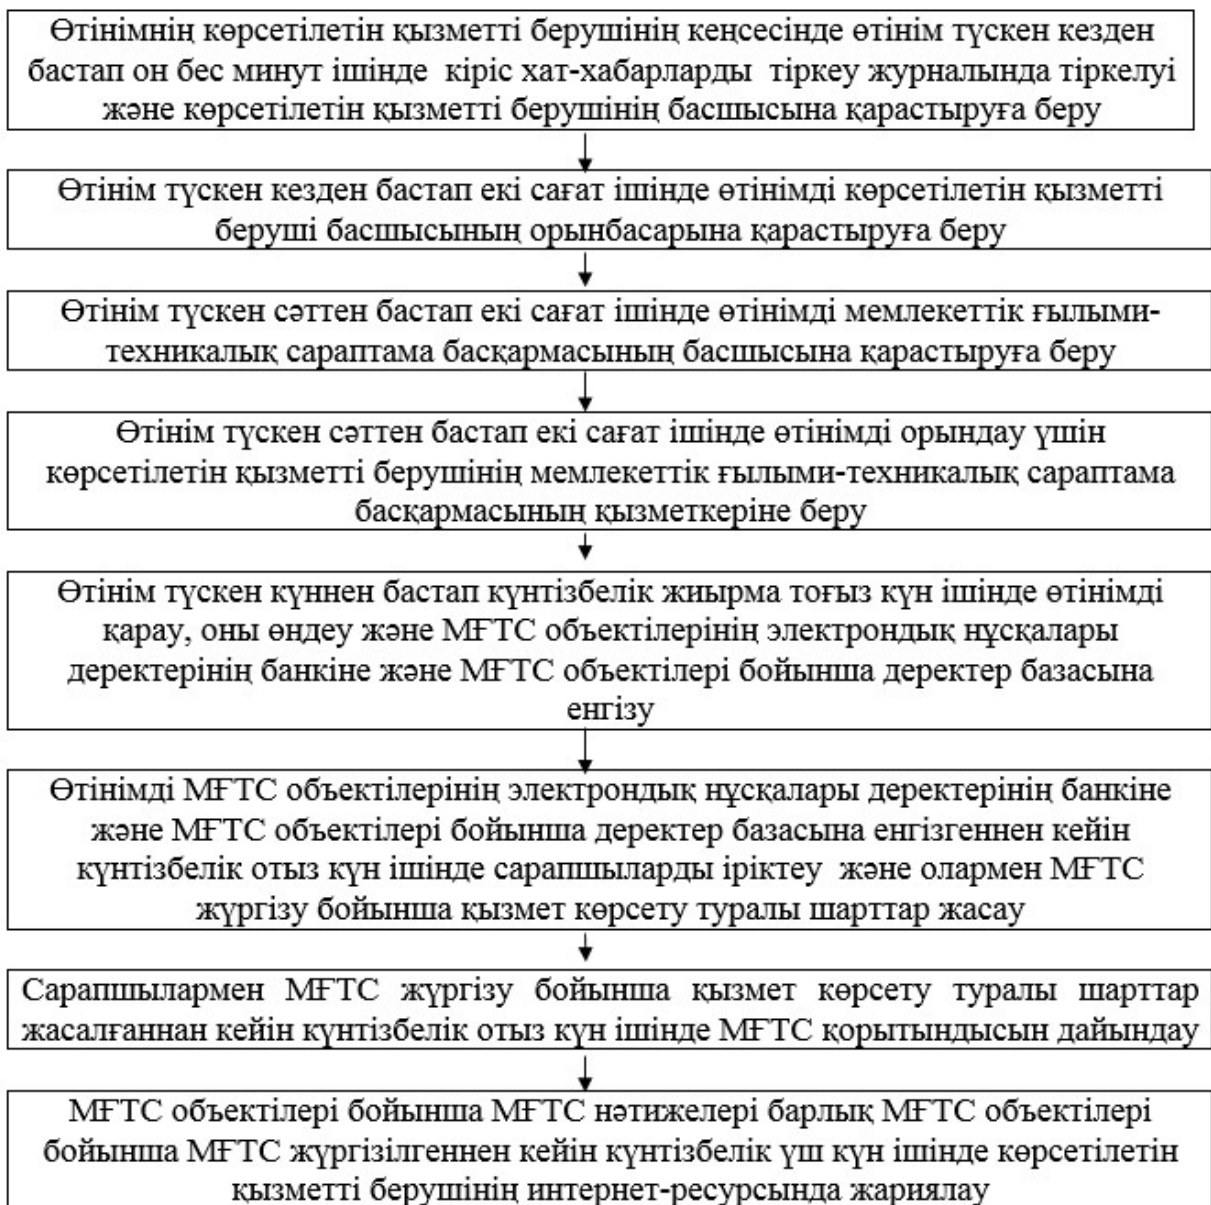 Өтінімнің көрсетілетін қызметті берушінің кеңсесінде өтінім түскен кезден
бастап он бес минут ішінде кіріс хат-хабарларды тіркеу журналында тіркелуі
және көрсетілетін қызметті берушінің басшысына қарастыруға беру
Өтінім түскен кезден бастап екі сағат ішінде өтінімді көрсетілетін қызметті
беруші басшысының орынбасарына қарастыруға беру
Өтінім түскен сәттен бастап екі сағат ішінде өтінімді мемлекеттік ғылыми-
техникалық сараптама басқармасының басшысына қарастыруға беру
Өтінім түскен сәттен бастап екі сағат ішінде өтінімді орындау үшін
көрсетілетін қызметті берушінің мемлекеттік ғылыми-техникалық сараптама
басқармасының қызметкеріне беру
Өтінім түскен күннен бастап күнтізбелік жиырма тоғыз күн ішінде өтінімді
қарау, оны өңдеу және МҒТС объектілерінің электрондық нұсқалары
деректерінің банкіне және МҒТС объектілері бойынша деректер базасына
енгізу
Өтінімді МҒТС объектілерінің электрондық нұсқалары деректерінің банкіне
және МҒТС объектілері бойынша деректер базасына енгізгеннен кейін
күнтізбелік отыз күн ішінде сарапшыларды іріктеу және олармен МҒТС
жүргізу бойынша қызмет көрсету туралы шарттар жасау
Сарапшылармен МҒТС жүргізу бойынша қызмет көрсету туралы шарттар
жасалғаннан кейін күнтізбелік отыз күн ішінде МҒТС қорытындысын дайындау
МҒТС объектілері бойынша МҒТС нәтижелері барлық МҒТС объектілері
бойынша МҒТС жүргізілгеннен кейін күнтізбелік үш күн ішінде көрсетілетін
қызметті берушінің интернет-ресурсында жариялау